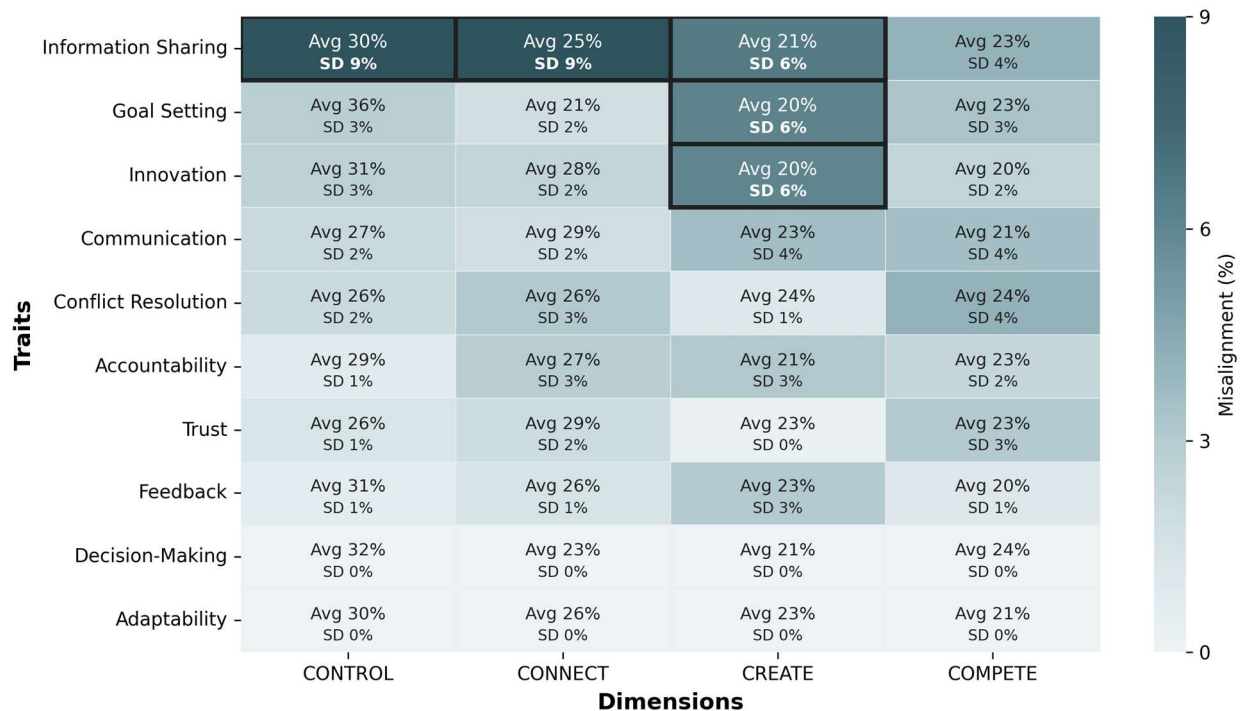 Information Sharing
Avg 30%
SD 9%
Avg 25%
SD 9%
Avg 21%
SD 6%
Avg 23%
SD 4%
Goal Setting
Avg 36%
SD 3%
Avg 21%
SD 2%
Avg 20%
SD 6%
Avg 23%
SD 3%
Innovation
Avg 31%
SD 3%
Avg 28%
SD 2%
Avg 20%
SD 6%
Avg 20%
SD 2%
Communication
Avg 27%
SD 2%
Avg 29%
SD 2%
Avg 23%
SD 4%
Avg 21%
SD 4%
Conflict Resolution
Avg 26%
SD 2%
Avg 26%
SD 3%
Avg 24%
SD 1%
Avg 24%
SD 4%
Accountability
Avg 29%
SD 1%
Avg 27%
SD 3%
Avg 21%
SD 3%
Avg 23%
SD 2%
Trust
Avg 26%
SD 1%
Avg 29%
SD 2%
Avg 23%
SD 0%
Avg 23%
SD 3%
Feedback
Avg 31%
SD 1%
Avg 26%
SD 1%
Avg 23%
SD 3%
Avg 20%
SD 1%
Decision-Making
Avg 32%
SD 0%
Avg 23%
SD 0%
Avg 21%
SD 0%
Avg 24%
SD 0%
Adaptability
Avg 30%
SD 0%
Avg 26%
SD 0%
Avg 23%
SD 0%
Avg 21%
SD 0%
Traits
CONTROL
CONNECT
CREATE
COMPETE
Dimensions
9
6
3
0
Misalignment (%)